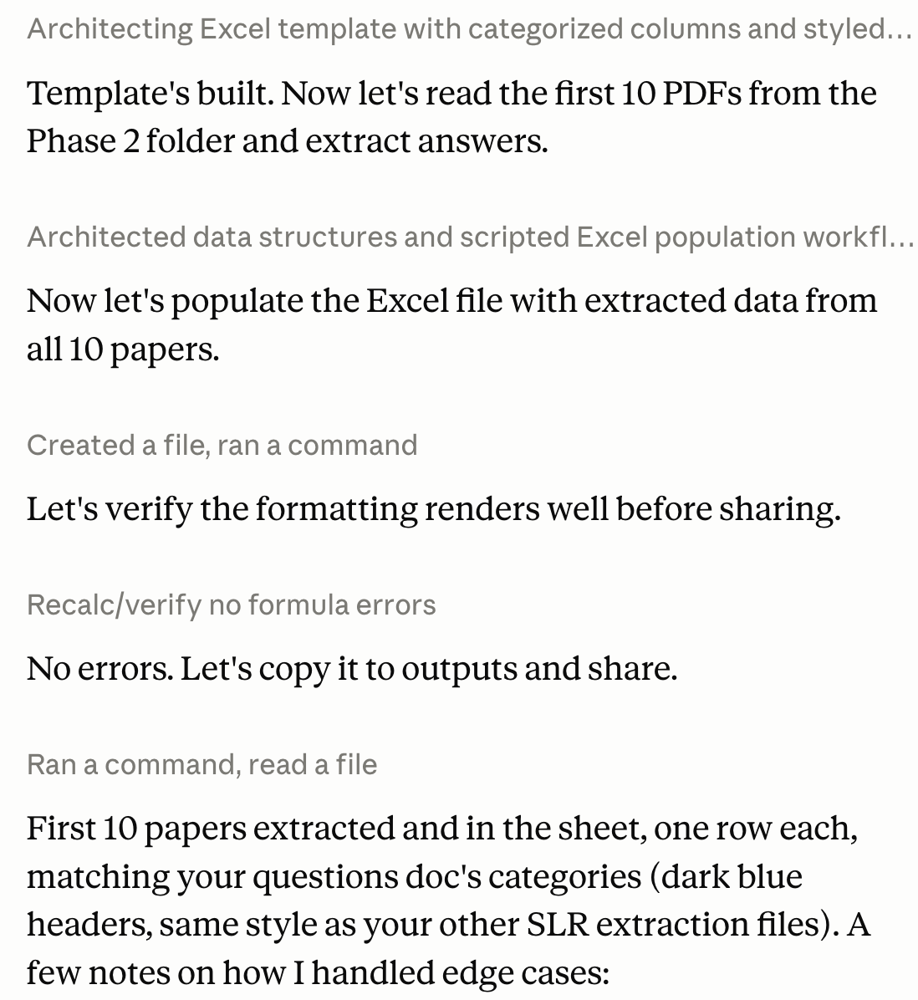 Architecting Excel template with categorized columns and styled...
Template's built. Now let's read the first 10 PDFs from the
Phase 2 folder and extract answers.
Architected data structures and scripted Excel population workfl...
Now let's populate the Excel file with extracted data from
all 10 papers.
Created a file, ran a command
Let's verify the formatting renders well before sharing.
Recalc/verify no formula errors
No errors. Let's copy it to outputs and share.
Ran a command, read a file
First 10 papers extracted and in the sheet, one row each,
matching your questions doc's categories (dark blue
headers, same style as your other SLR extraction files). A
few notes on how I handled edge cases: